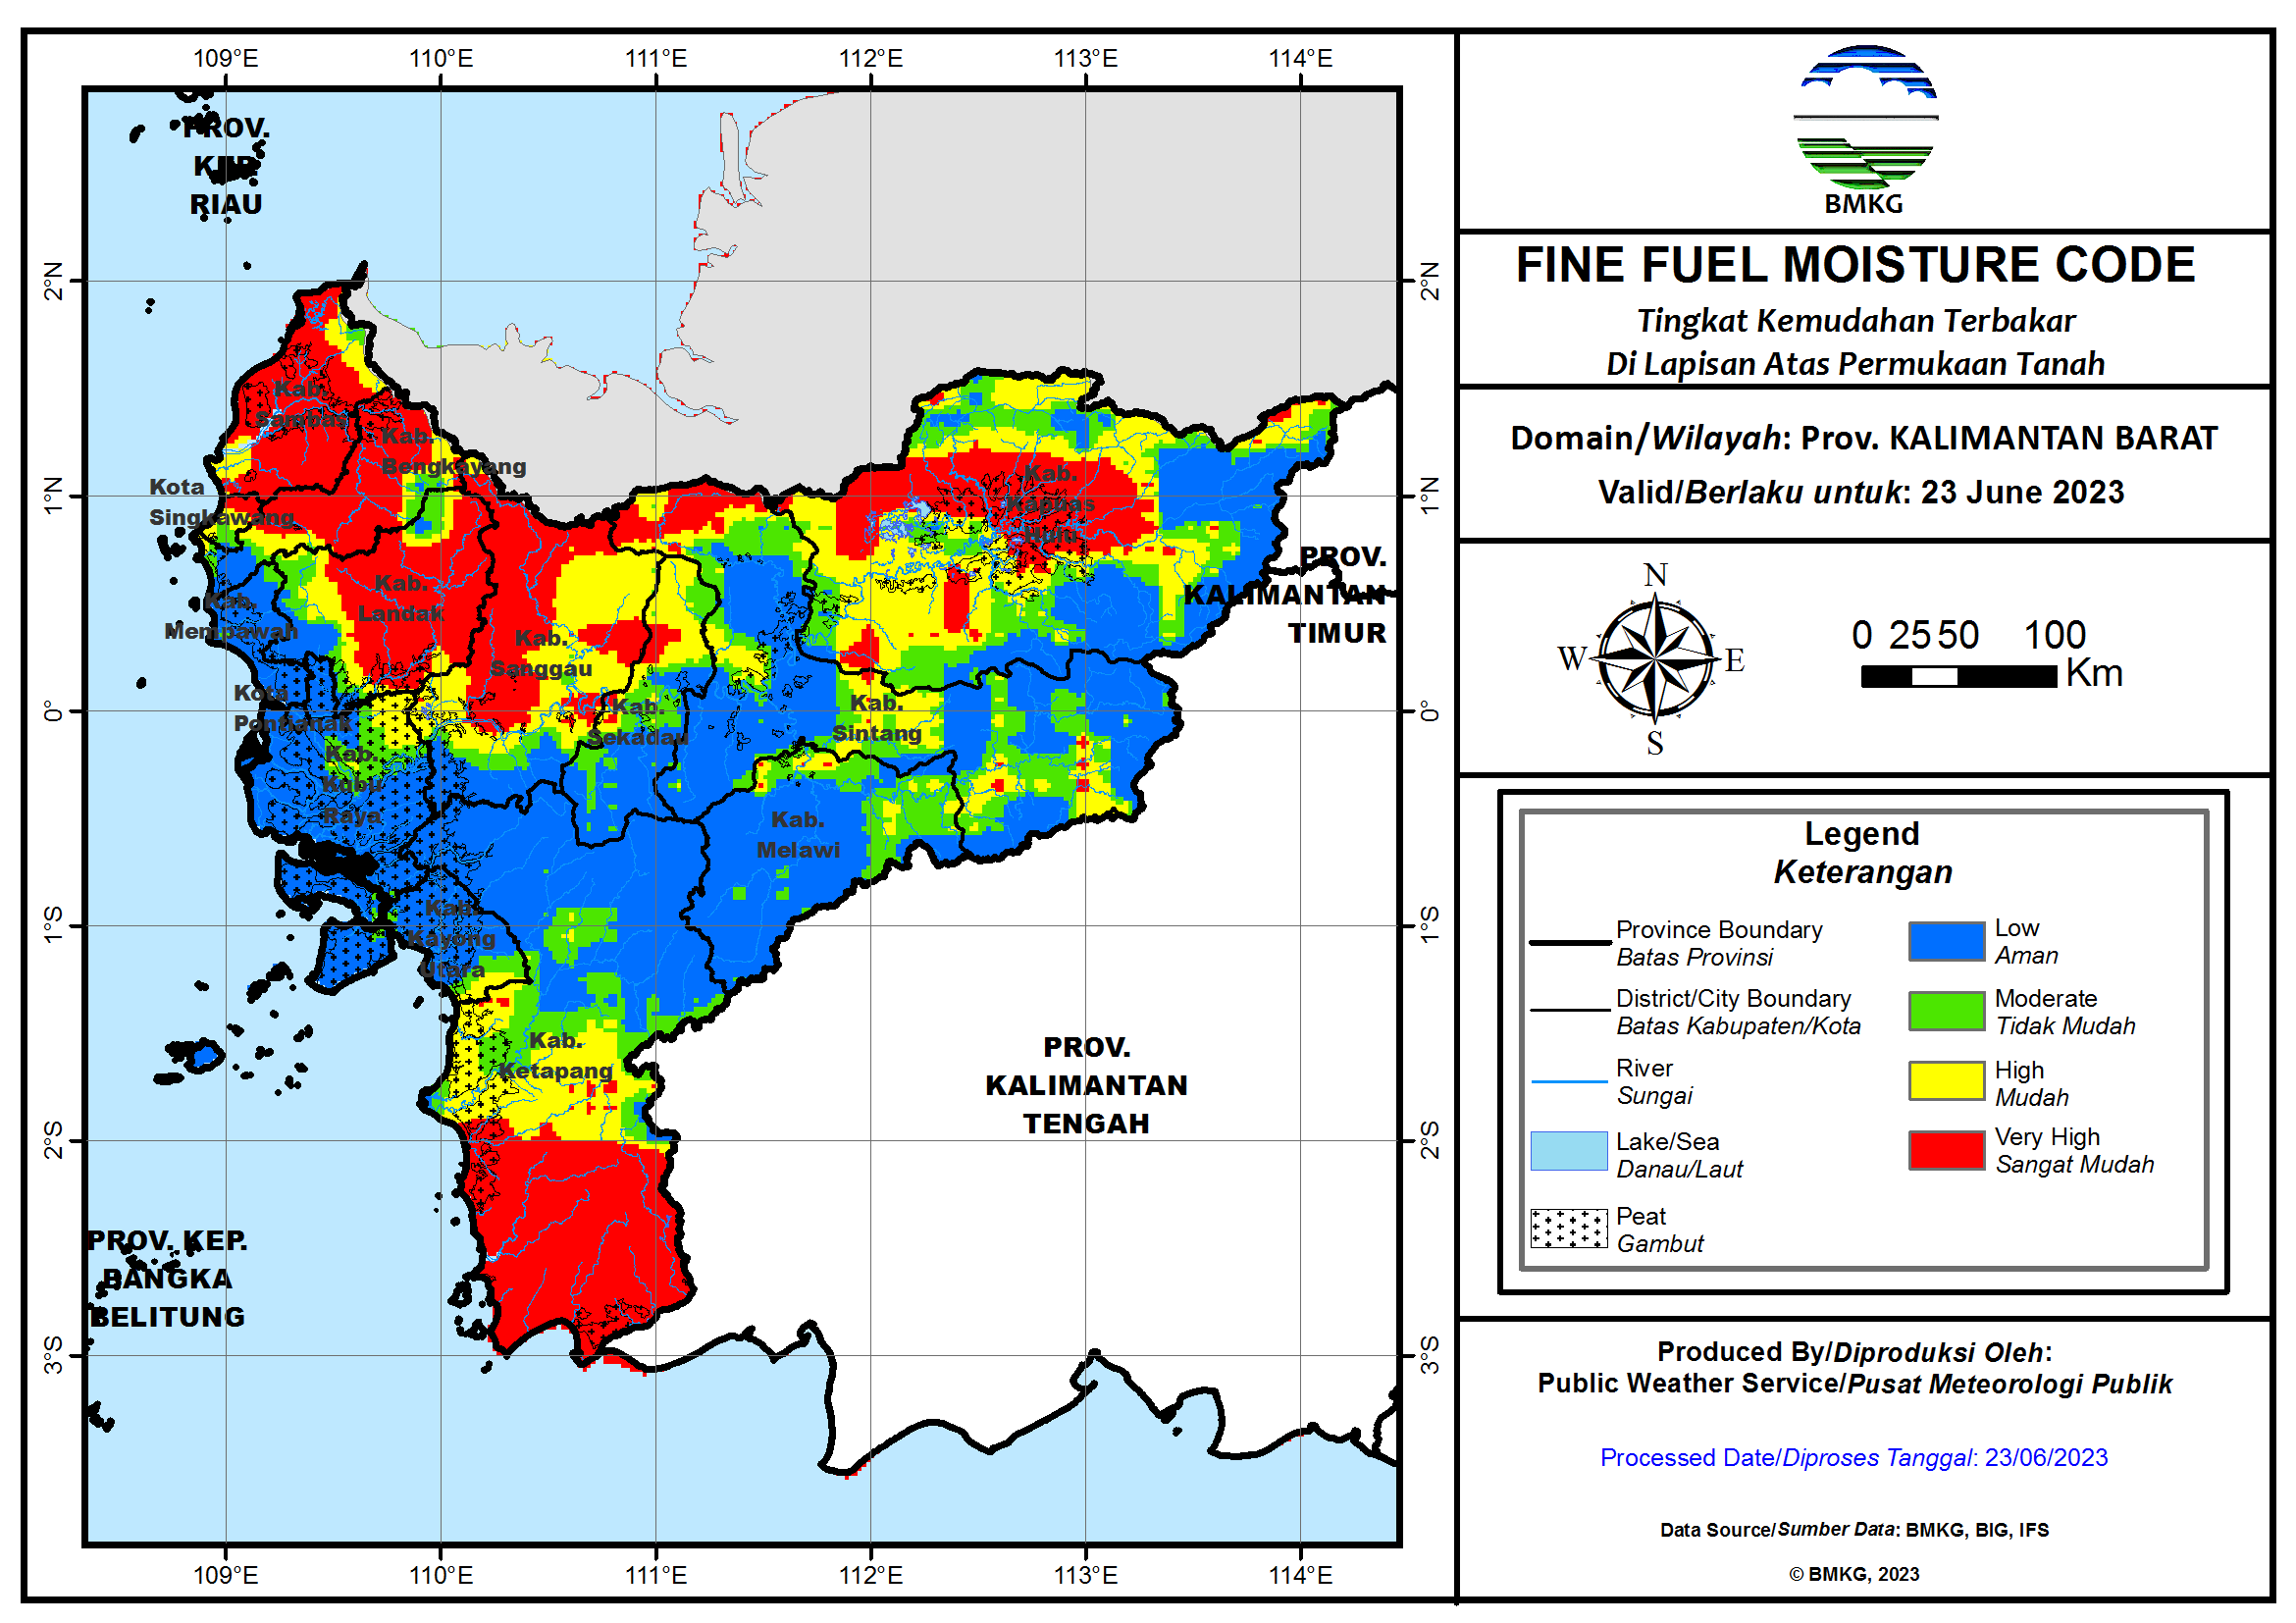 109°E 110°E 111°E 112°E 113°E 114°E
2°N 2°N
1°N 1°N
0° 0°
1°S 1°S
2°S 2°S
3°S 3°S
109°E 110°E 111°E 112°E 113°E 114°E
PROV.
KEP.
RIAU
Kab.
Sambas
Kab.
Bengkayang
Kota
Singkawang
Kab.
Landak
Kab.
Mempawah
Kab.
Sanggau
Kota
Pontianak
Kab.
Kubu
Raya
Kab.
Sekadau
Kab.
Sintang
Kab.
Kapuas
Hulu
Kab.
Melawi
Kab.
Kayong
Utara
Kab.
Ketapang
PROV.
KALIMANTAN
TIMUR
PROV.
KALIMANTAN
TENGAH
PROV. KEP.
BANGKA
BELITUNG
BMKG
FINE FUEL MOISTURE CODE
Tingkat Kemudahan Terbakar
Di Lapisan Atas Permukaan Tanah
Domain/Wilayah: Prov. KALIMANTAN BARAT
Valid/Berlaku untuk: 23 June 2023
N
W E
S
0 25 50 100
Km
Legend
Keterangan
Province Boundary
Batas Provinsi
District/City Boundary
Batas Kabupaten/Kota
River
Sungai
Lake/Sea
Danau/Laut
Peat
Gambut
Low
Aman
Moderate
Tidak Mudah
High
Mudah
Very High
Sangat Mudah
Produced By/Diproduksi Oleh:
Public Weather Service/Pusat Meteorologi Publik
Processed Date/Diproses Tanggal: 23/06/2023
Data Source/Sumber Data: BMKG, BIG, IFS
© BMKG, 2023